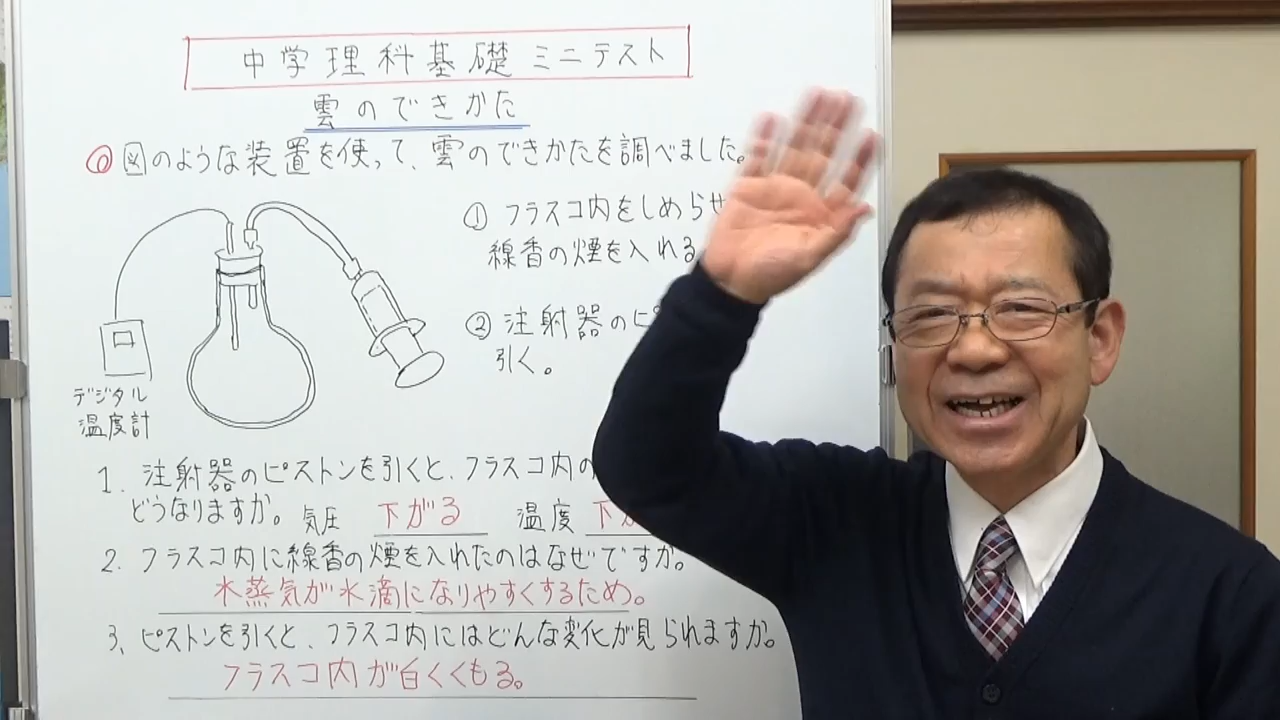 中学理科基礎ミニテスト
雲のできかた
◎ 図のような装置を使って、雲のできかたを調べました。
① フラスコ内をしめらせ
線香の煙を入れる
② 注射器のピ
引く。
デジタル
温度計
1. 注射器のピストンを引くと、フラスコ内の
どうなりますか。 気圧 下がる 温度 下が
2. フラスコ内に線香の煙を入れたのはなぜですか。
水蒸気が水滴になりやすくするため。
3. ピストンを引くと、フラスコ内にはどんな変化が見られますか。
フラスコ内が白くくもる。